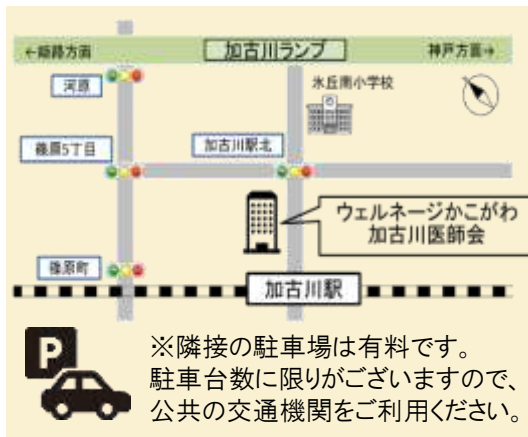 ←姫路方面
加古川ランプ
神戸方面→
河原
氷丘南小学校
篠原5丁目
加古川駅北
ウェルネージかこがわ
加古川医師会
篠原町
加古川駅
P
※隣接の駐車場は有料です。
駐車台数に限りがございますので、
公共の交通機関をご利用ください。